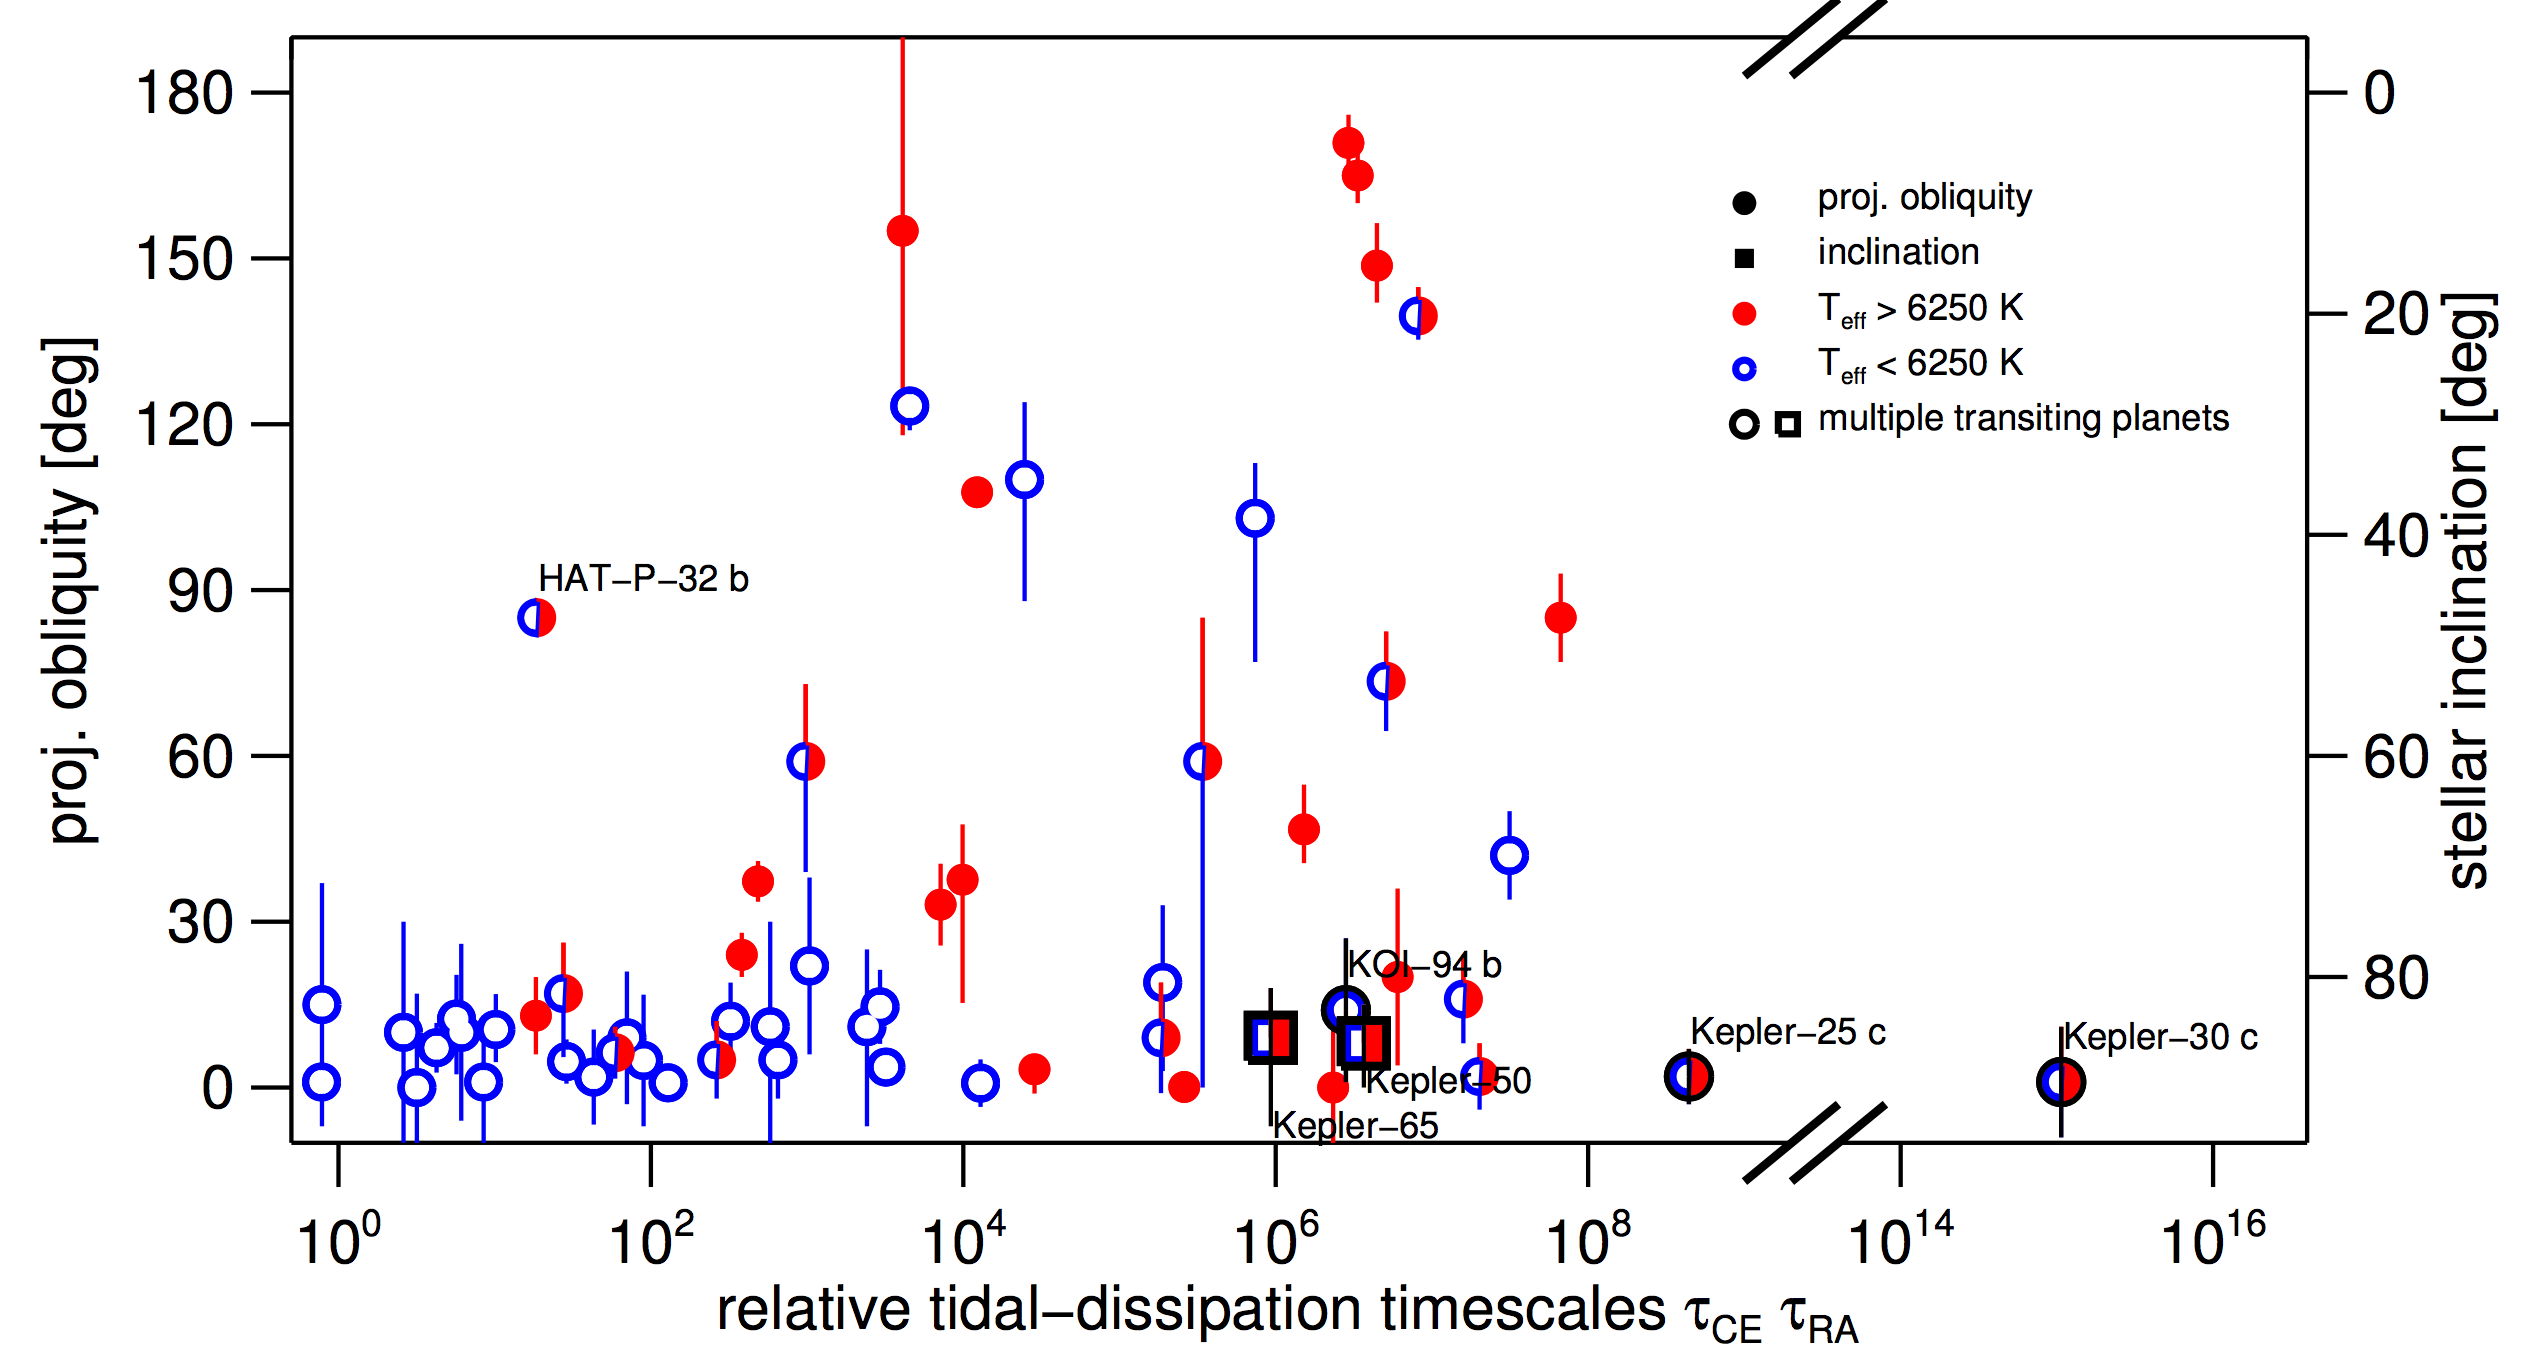 180
150
120
90
60
30
0
proj. obliquity [deg]
0
20
40
60
80
stellar inclination [deg]
proj. obliquity
inclination
T_eff > 6250 K
T_eff < 6250 K
multiple transiting planets
HAT−P−32 b
KOI−94 b
Kepler−25 c
Kepler−30 c
Kepler−50
Kepler−65
10^0 10^2 10^4 10^6 10^8 10^14 10^16
relative tidal−dissipation timescales τ_CE τ_RA